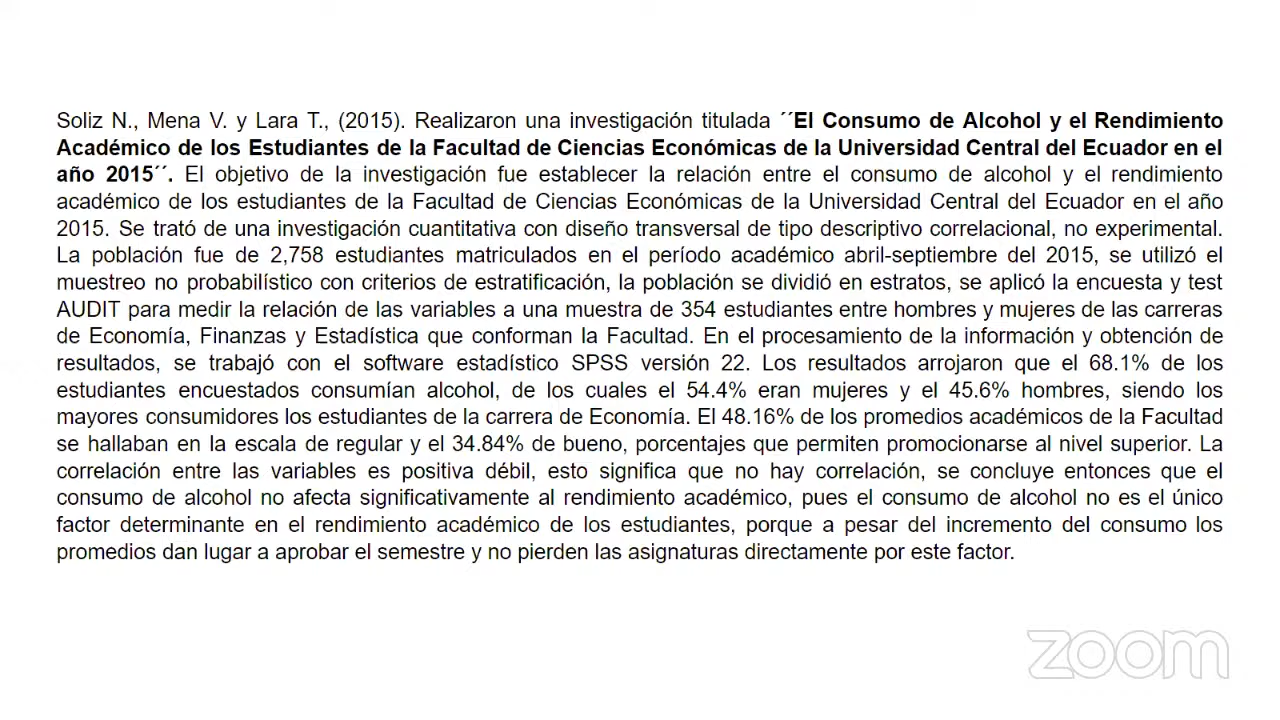 Soliz N., Mena V. y Lara T., (2015). Realizaron una investigación titulada ´´El Consumo de Alcohol y el Rendimiento
Académico de los Estudiantes de la Facultad de Ciencias Económicas de la Universidad Central del Ecuador en el
año 2015´´. El objetivo de la investigación fue establecer la relación entre el consumo de alcohol y el rendimiento
académico de los estudiantes de la Facultad de Ciencias Económicas de la Universidad Central del Ecuador en el año
2015. Se trató de una investigación cuantitativa con diseño transversal de tipo descriptivo correlacional, no experimental.
La población fue de 2,758 estudiantes matriculados en el período académico abril-septiembre del 2015, se utilizó el
muestreo no probabilístico con criterios de estratificación, la población se dividió en estratos, se aplicó la encuesta y test
AUDIT para medir la relación de las variables a una muestra de 354 estudiantes entre hombres y mujeres de las carreras
de Economía, Finanzas y Estadística que conforman la Facultad. En el procesamiento de la información y obtención de
resultados, se trabajó con el software estadístico SPSS versión 22. Los resultados arrojaron que el 68.1% de los
estudiantes encuestados consumían alcohol, de los cuales el 54.4% eran mujeres y el 45.6% hombres, siendo los
mayores consumidores los estudiantes de la carrera de Economía. El 48.16% de los promedios académicos de la Facultad
se hallaban en la escala de regular y el 34.84% de bueno, porcentajes que permiten promocionarse al nivel superior. La
correlación entre las variables es positiva débil, esto significa que no hay correlación, se concluye entonces que el
consumo de alcohol no afecta significativamente al rendimiento académico, pues el consumo de alcohol no es el único
factor determinante en el rendimiento académico de los estudiantes, porque a pesar del incremento del consumo los
promedios dan lugar a aprobar el semestre y no pierden las asignaturas directamente por este factor.
zoom